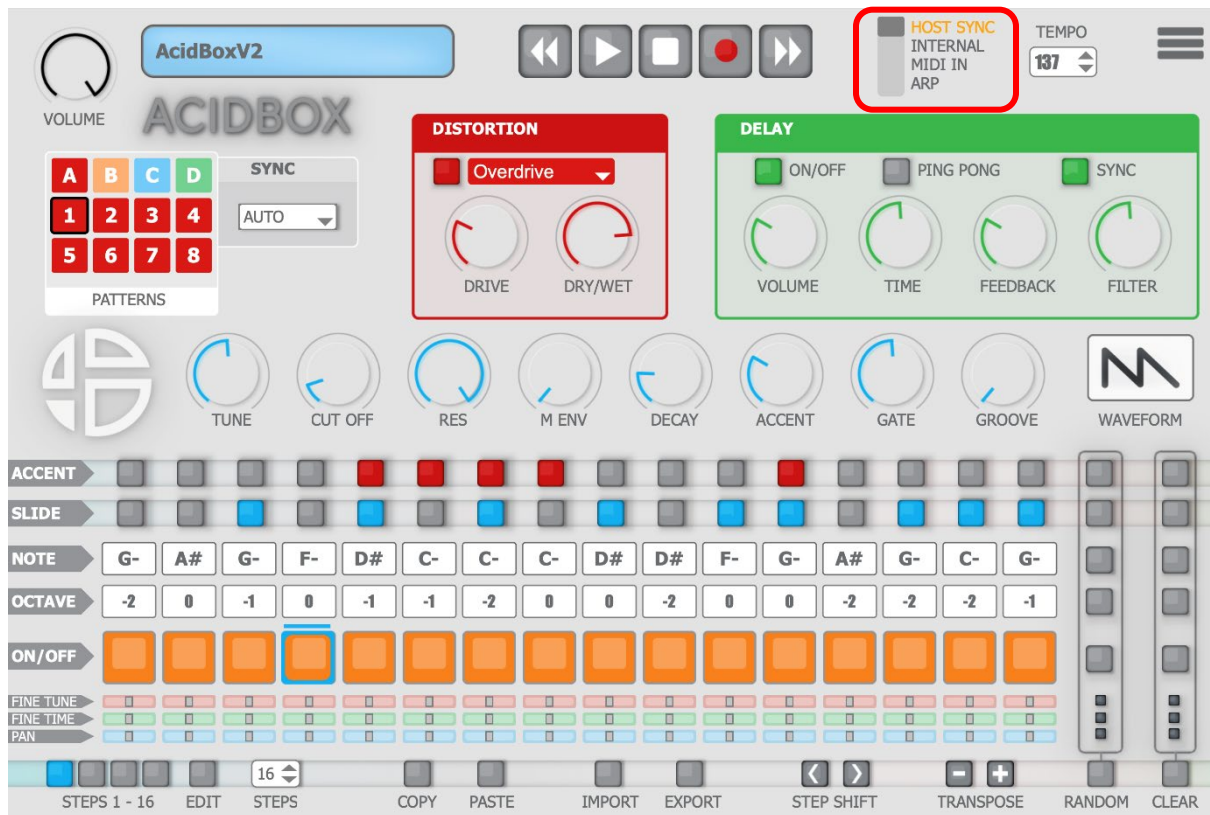 AcidBoxV2
HOST SYNC
INTERNAL
MIDI IN
ARP
TEMPO
137
VOLUME
ACIDBOX
A B C D
1 2 3 4
5 6 7 8
PATTERNS
SYNC
AUTO
DISTORTION
Overdrive
DRIVE DRY/WET
DELAY
ON/OFF PING PONG SYNC
VOLUME TIME FEEDBACK FILTER
TUNE CUT OFF RES M ENV DECAY ACCENT GATE GROOVE WAVEFORM
ACCENT
SLIDE
NOTE G- A# G- F- D# C- C- C- D# D# F- G- A# G- C- G-
OCTAVE -2 0 -1 0 -1 -1 -2 0 0 -2 0 0 -2 -2 -2 -1
ON/OFF
FINE TUNE
FINE TIME
PAN
16
STEPS 1 - 16 EDIT STEPS COPY PASTE IMPORT EXPORT STEP SHIFT TRANSPOSE RANDOM CLEAR